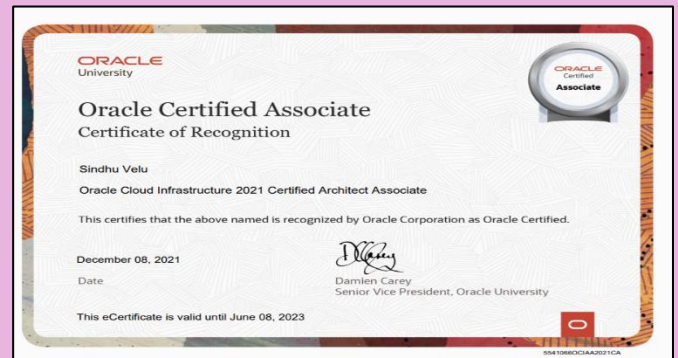 ORACLE
University
ORACLE
Certified
Associate
Oracle Certified Associate
Certificate of Recognition
Sindhu Velu
Oracle Cloud Infrastructure 2021 Certified Architect Associate
This certifies that the above named is recognized by Oracle Corporation as Oracle Certified.
December 08, 2021
Date
Damien Carey
Senior Vice President, Oracle University
This eCertificate is valid until June 08, 2023